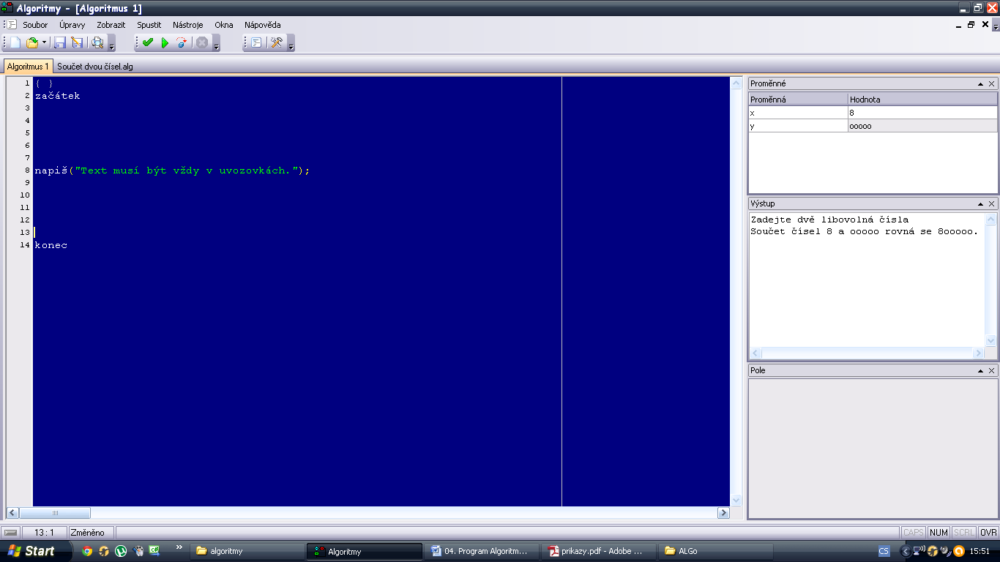 Algoritmy - [Algoritmus 1]
Soubor Úpravy Zobrazit Spustit Nástroje Okna Nápověda
Algoritmus 1 Součet dvou čísel.alg
1 { }
2 začátek
3
4
5
6
7
8 napiš("Text musí být vždy v uvozovkách.");
9
10
11
12
13
14 konec
Proměnné
Proměnná Hodnota
x 8
y ooooo
Výstup
Zadejte dvě libovolná čísla
Součet čísel 8 a ooooo rovná se 8ooooo.
Pole
13: 1 Změněno
CAPS NUM SCRL OVR
Start » algoritmy Algoritmy 04. Program Algoritm... prikazy.pdf - Adobe ... ALGo CS 15:51